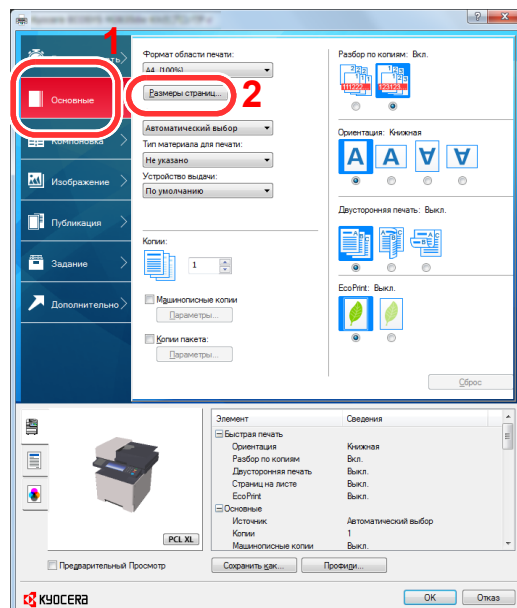 1
Основные
Компоновка
Изображение
Публикация
Задание
Дополнительно
Формат области печати:
A4 [100%]
Размеры страниц...
2
Автоматический выбор
Тип материала для печати:
Не указано
Устройство выдачи:
По умолчанию
Копии:
1
Машинописные копии
Параметры...
Копии пакета:
Параметры...
Разбор по копиям: Вкл.
111222... 123123...
Ориентация: Книжная
A A A A
Двусторонняя печать: Выкл.
EcoPrint: Выкл.
Сброс
PCL XL
Предварительный Просмотр
Элемент Сведения
Быстрая печать
Ориентация Книжная
Разбор по копиям Вкл.
Двусторонняя печать Выкл.
Страниц на листе Выкл.
EcoPrint Выкл.
Основные
Источник Автоматический выбор
Копии 1
Машинописные копии Выкл.
Сохранить как... Профили...
KYOCERA
OK Отказ